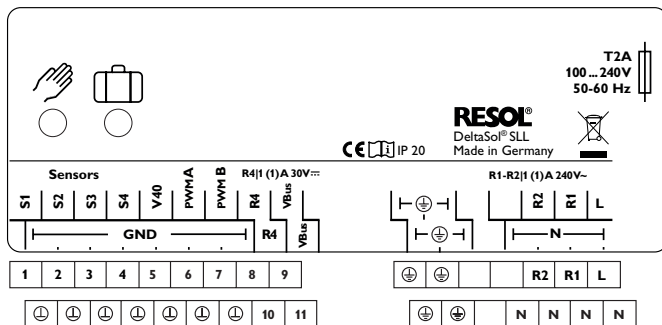 T2A
100 ... 240V
50-60 Hz
RESOL®
DeltaSol® SLL
Made in Germany
CE i IP 20
Sensors
R4|1 (1) A 30V⎓
R1-R2|1 (1) A 240V~
S1 S2 S3 S4 V40 PWM A PWM B R4 VBus R2 R1 L
GND R4 VBus N
1 2 3 4 5 6 7 8 9 R2 R1 L
10 11 N N N N